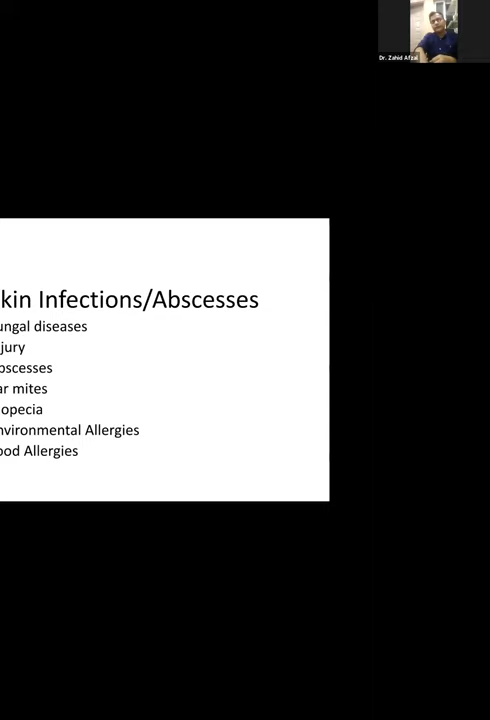 Dr. Zahid Afzal
kin Infections/Abscesses
ungal diseases
jury
bscesses
ar mites
opecia
nvironmental Allergies
ood Allergies